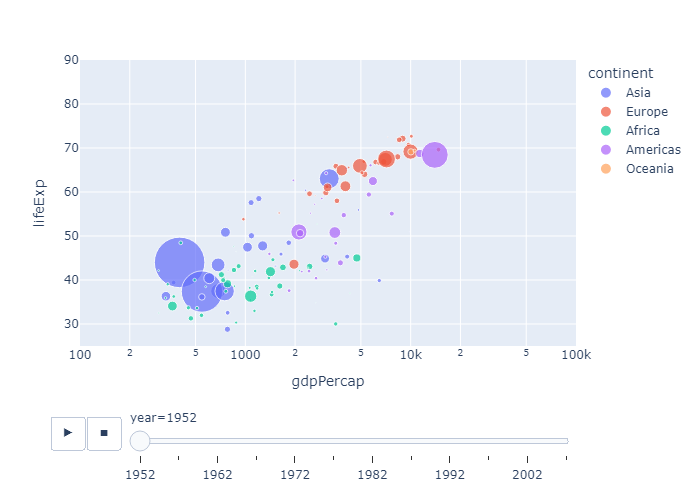 continent
Asia
Europe
Africa
Americas
Oceania
lifeExp
90
80
70
60
50
40
30
100 2 5 1000 2 5 10k 2 5 100k
gdpPercap
year=1952
▶ ■
1952 1962 1972 1982 1992 2002